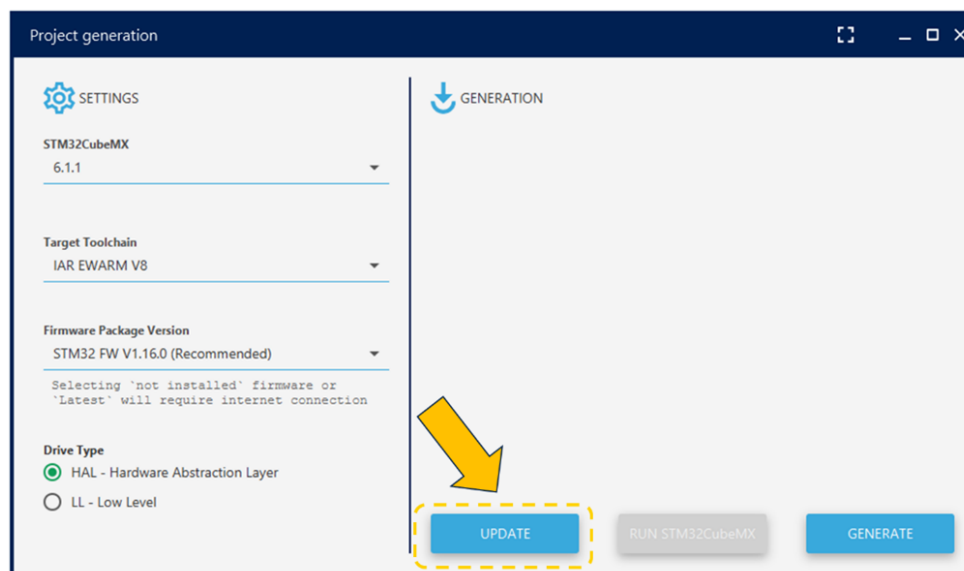 Project generation
SETTINGS
STM32CubeMX
6.1.1
Target Toolchain
IAR EWARM V8
Firmware Package Version
STM32 FW V1.16.0 (Recommended)
Selecting `not installed` firmware or
`Latest` will require internet connection
Drive Type
HAL - Hardware Abstraction Layer
LL - Low Level
GENERATION
UPDATE
RUN STM32CubeMX
GENERATE